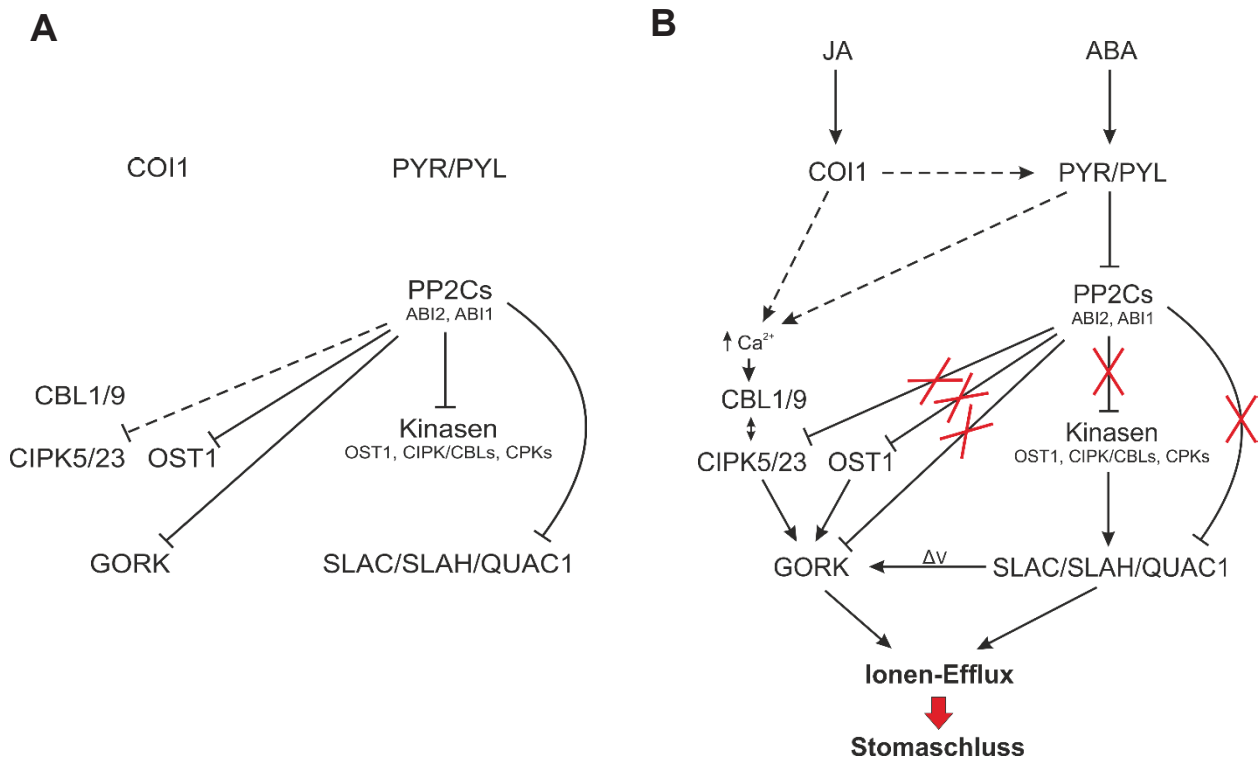 A
COI1
PYR/PYL
PP2Cs
ABI2, ABI1
CBL1/9
CIPK5/23
OST1
Kinasen
OST1, CIPK/CBLs, CPKs
GORK
SLAC/SLAH/QUAC1
B
JA
ABA
COI1
PYR/PYL
PP2Cs
ABI2, ABI1
Ca²⁺
CBL1/9
CIPK5/23
OST1
Kinasen
OST1, CIPK/CBLs, CPKs
GORK
ΔV
SLAC/SLAH/QUAC1
Ionen-Efflux
Stomaschluss